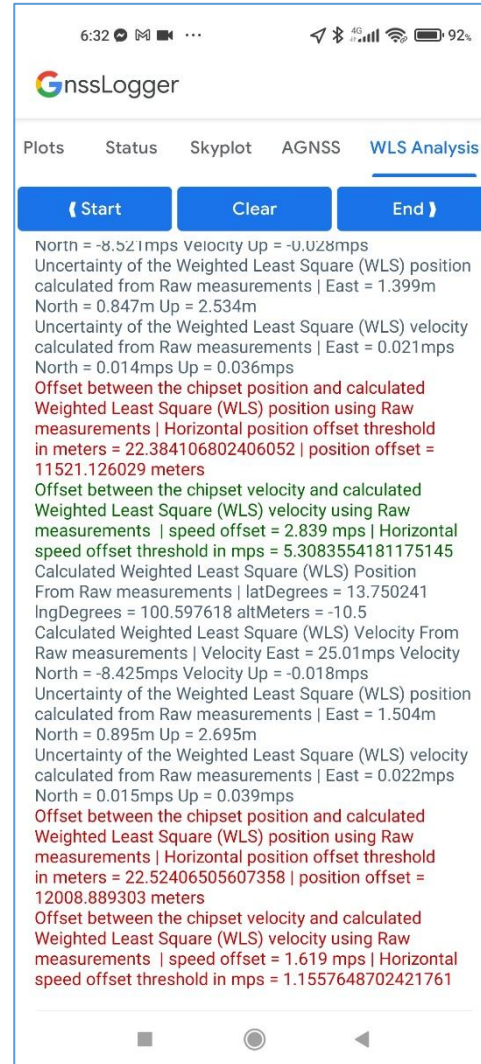 6:32 ... 4G 92%
GnssLogger
Plots Status Skyplot AGNSS WLS Analysis
⟪ Start Clear End ⟫
North = -8.521mps Velocity Up = -0.028mps
Uncertainty of the Weighted Least Square (WLS) position
calculated from Raw measurements | East = 1.399m
North = 0.847m Up = 2.534m
Uncertainty of the Weighted Least Square (WLS) velocity
calculated from Raw measurements | East = 0.021mps
North = 0.014mps Up = 0.036mps
Offset between the chipset position and calculated
Weighted Least Square (WLS) position using Raw
measurements | Horizontal position offset threshold
in meters = 22.384106802406052 | position offset =
11521.126029 meters
Offset between the chipset velocity and calculated
Weighted Least Square (WLS) velocity using Raw
measurements | speed offset = 2.839 mps | Horizontal
speed offset threshold in mps = 5.3083554181175145
Calculated Weighted Least Square (WLS) Position
From Raw measurements | latDegrees = 13.750241
lngDegrees = 100.597618 altMeters = -10.5
Calculated Weighted Least Square (WLS) Velocity From
Raw measurements | Velocity East = 25.01mps Velocity
North = -8.425mps Velocity Up = -0.018mps
Uncertainty of the Weighted Least Square (WLS) position
calculated from Raw measurements | East = 1.504m
North = 0.895m Up = 2.695m
Uncertainty of the Weighted Least Square (WLS) velocity
calculated from Raw measurements | East = 0.022mps
North = 0.015mps Up = 0.039mps
Offset between the chipset position and calculated
Weighted Least Square (WLS) position using Raw
measurements | Horizontal position offset threshold
in meters = 22.52406505607358 | position offset =
12008.889303 meters
Offset between the chipset velocity and calculated
Weighted Least Square (WLS) velocity using Raw
measurements | speed offset = 1.619 mps | Horizontal
speed offset threshold in mps = 1.1557648702421761